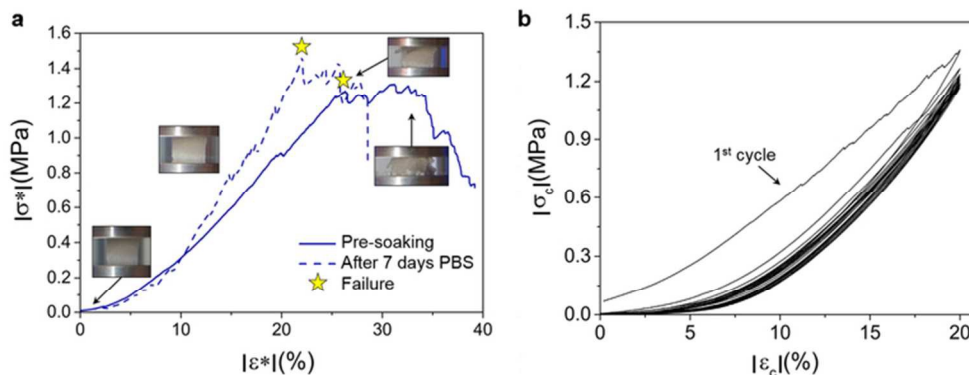 a
|σ*|(MPa)
1.6
1.4
1.2
1.0
0.8
0.6
0.4
0.2
0.0
Pre-soaking
After 7 days PBS
Failure
0 10 20 30 40
|ε*|(%)
b
|σc|(MPa)
1.5
1.2
0.9
0.6
0.3
0.0
1st cycle
0 5 10 15 20
|εc|(%)